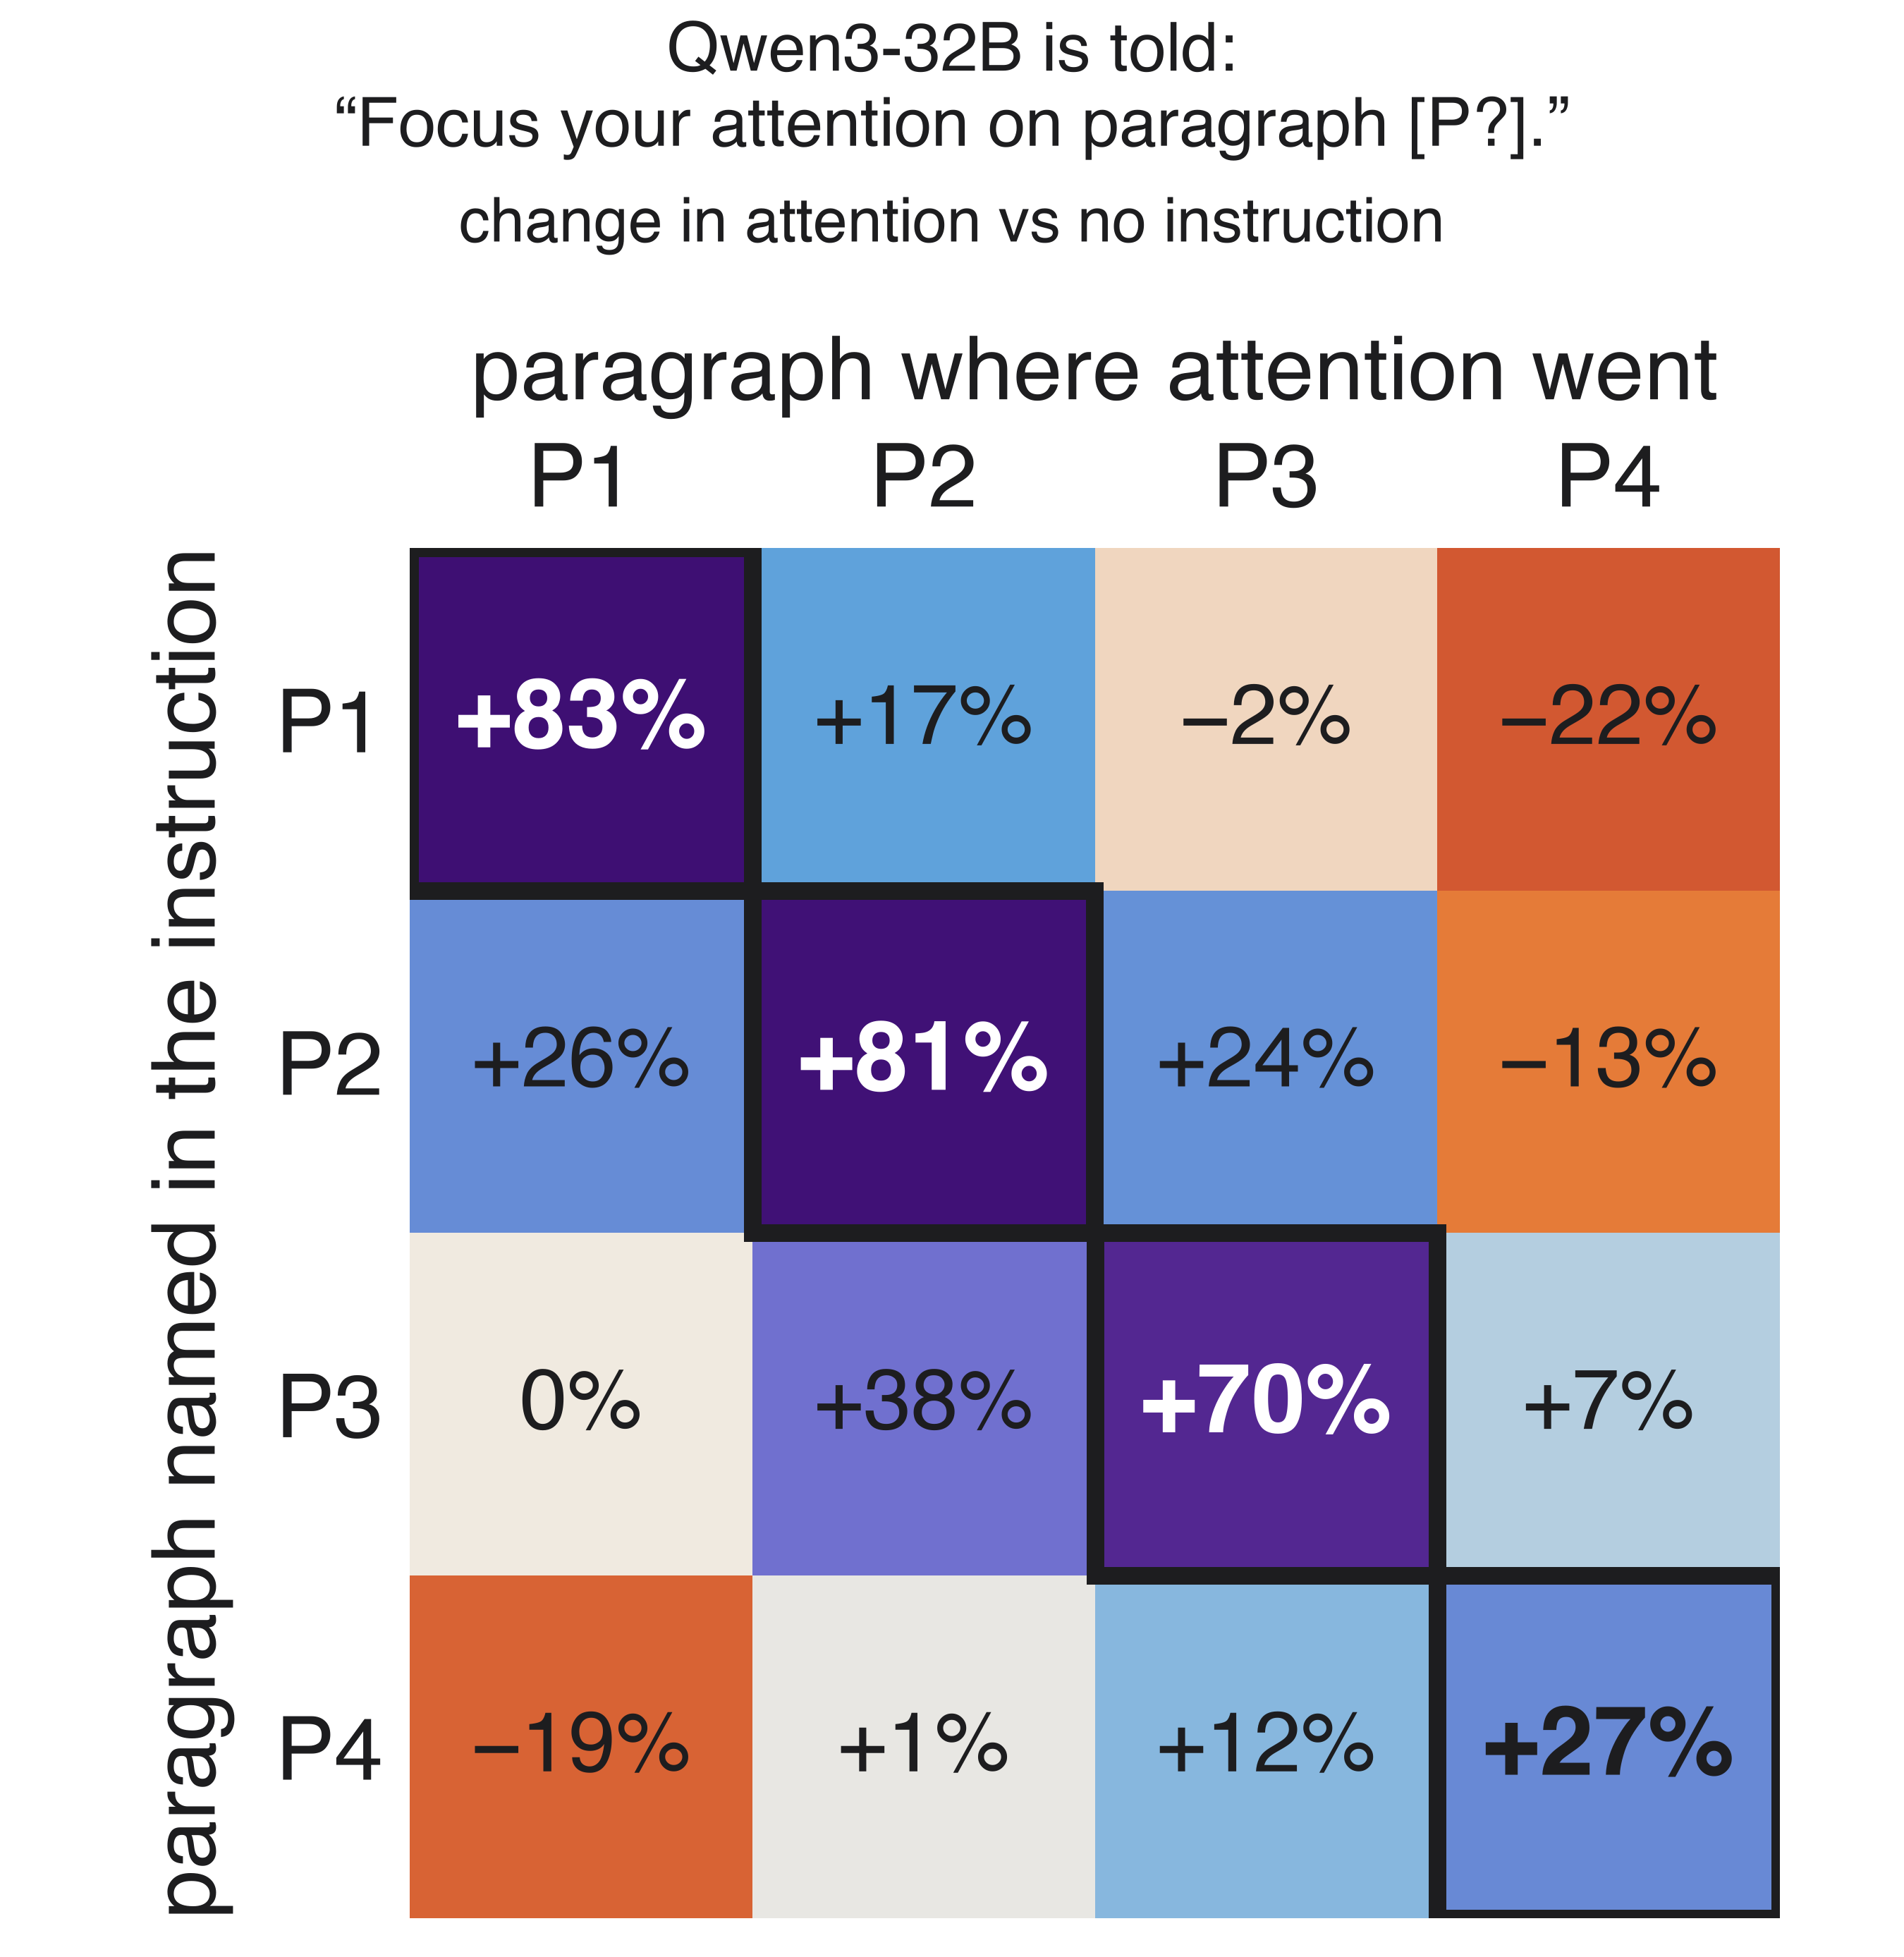 Qwen3-32B is told:
“Focus your attention on paragraph [P?].”
change in attention vs no instruction
paragraph where attention went
P1 P2 P3 P4
paragraph named in the instruction
P1 +83% +17% −2% −22%
P2 +26% +81% +24% −13%
P3 0% +38% +70% +7%
P4 −19% +1% +12% +27%